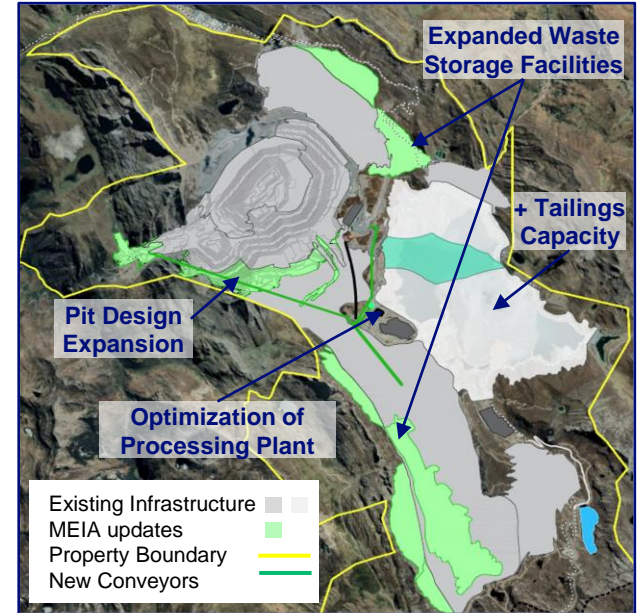 Expanded Waste
Storage Facilities
+ Tailings
Capacity
Pit Design
Expansion
Optimization of
Processing Plant
Existing Infrastructure
MEIA updates
Property Boundary
New Conveyors